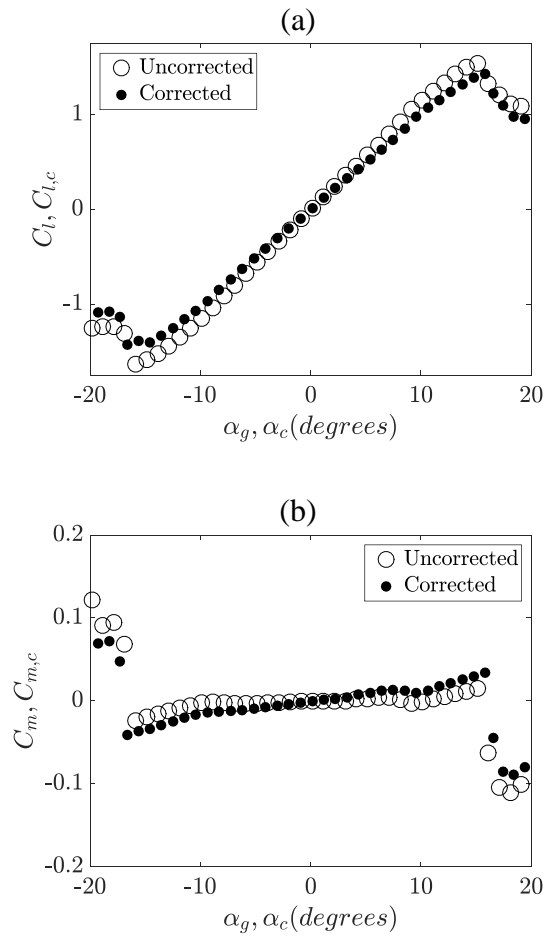 (a)
Uncorrected
Corrected
1
0
-1
C_l, C_{l,c}
-20 -10 0 10 20
α_g, α_c(degrees)
(b)
0.2
Uncorrected
Corrected
0.1
0
-0.1
-0.2
C_m, C_{m,c}
-20 -10 0 10 20
α_g, α_c(degrees)